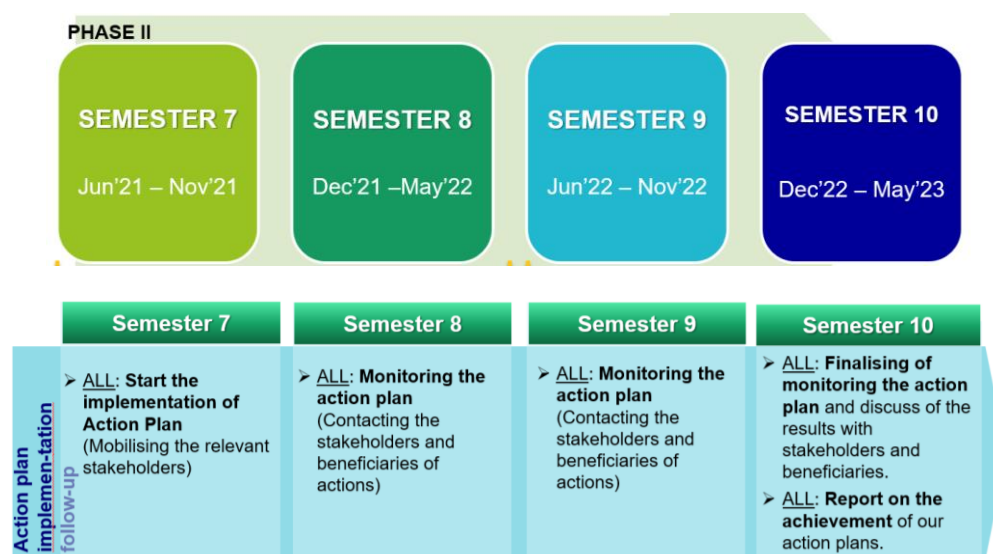 PHASE II
SEMESTER 7
Jun'21 – Nov'21
SEMESTER 8
Dec'21 –May'22
SEMESTER 9
Jun'22 – Nov'22
SEMESTER 10
Dec'22 – May'23
Semester 7
Semester 8
Semester 9
Semester 10
Action plan
implemen-tation
follow-up
➢ ALL: Start the
implementation of
Action Plan
(Mobilising the relevant
stakeholders)
➢ ALL: Monitoring the
action plan
(Contacting the
stakeholders and
beneficiaries of
actions)
➢ ALL: Monitoring the
action plan
(Contacting the
stakeholders and
beneficiaries of
actions)
➢ ALL: Finalising of
monitoring the action
plan and discuss of the
results with
stakeholders and
beneficiaries.
➢ ALL: Report on the
achievement of our
action plans.